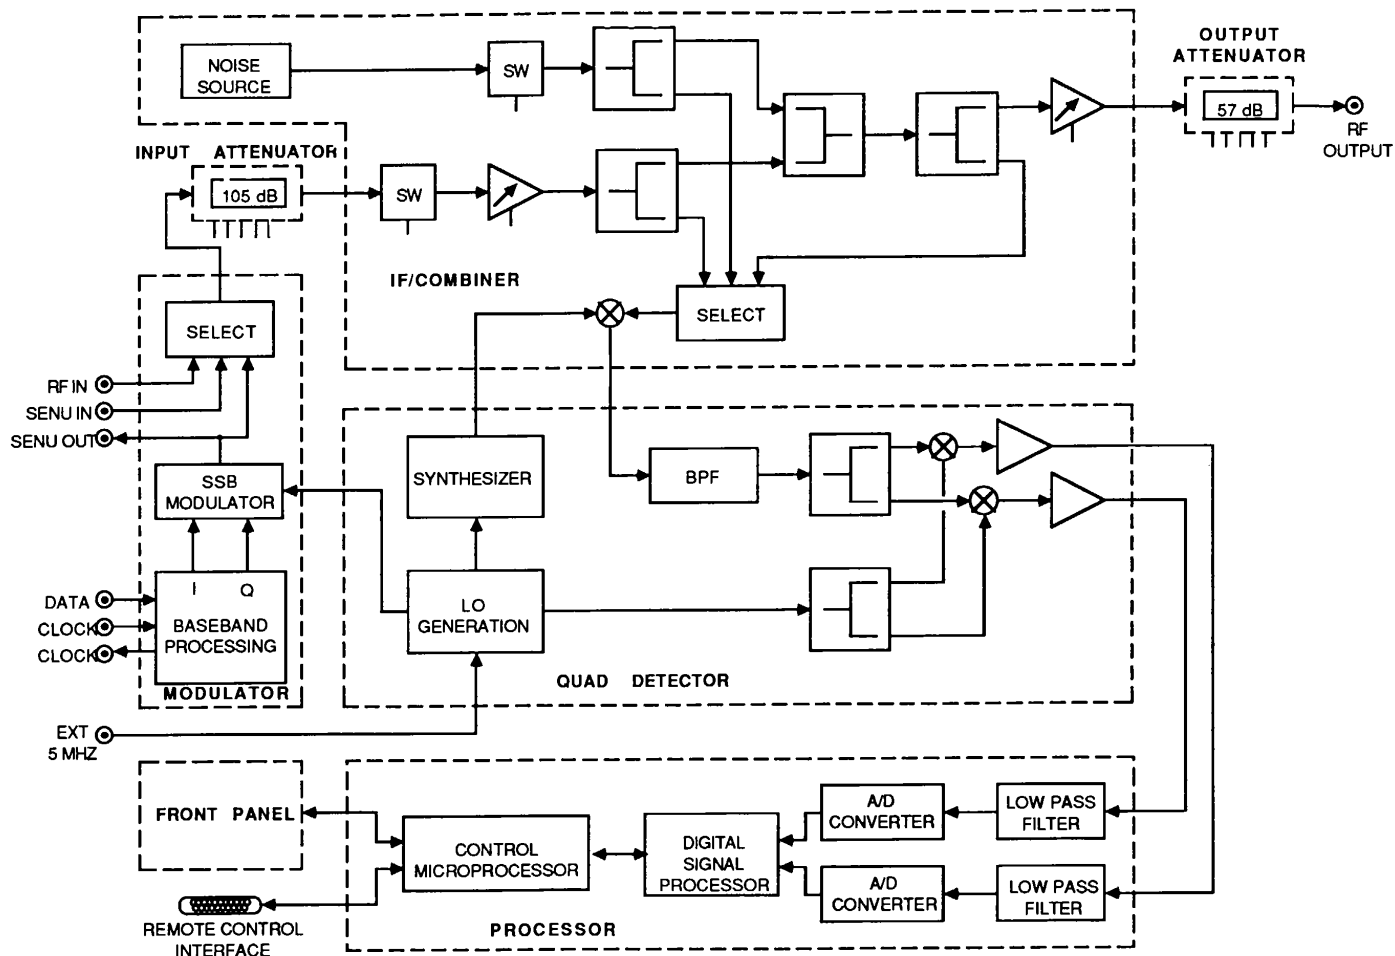 NOISE
SOURCE
SW
OUTPUT
ATTENUATOR
57 dB
RF
OUTPUT
INPUT ATTENUATOR
105 dB
SW
IF/COMBINER
SELECT
SELECT
RF IN
SENU IN
SENU OUT
SSB
MODULATOR
SYNTHESIZER
BPF
I Q
BASEBAND
PROCESSING
DATA
CLOCK
CLOCK
LO
GENERATION
MODULATOR
QUAD DETECTOR
EXT
5 MHZ
FRONT PANEL
CONTROL
MICROPROCESSOR
DIGITAL
SIGNAL
PROCESSOR
A/D
CONVERTER
LOW PASS
FILTER
A/D
CONVERTER
LOW PASS
FILTER
REMOTE CONTROL
INTERFACE
PROCESSOR